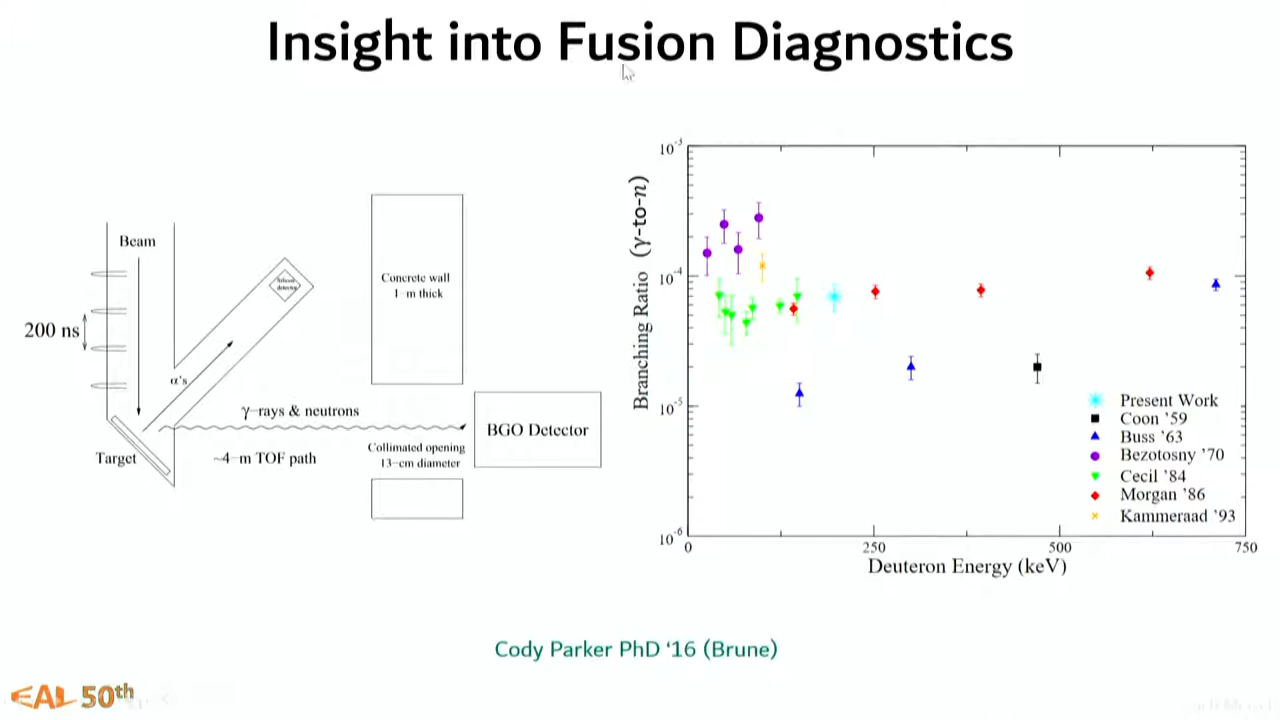 Insight into Fusion Diagnostics
Beam
200 ns
α's
Target
Silicon
detector
γ-rays & neutrons
~4-m TOF path
Concrete wall
1-m thick
Collimated opening
13-cm diameter
BGO Detector
Branching Ratio (γ-to-n)
10⁻³
10⁻⁴
10⁻⁵
10⁻⁶
0 250 500 750
Deuteron Energy (keV)
Present Work
Coon '59
Buss '63
Bezotosny '70
Cecil '84
Morgan '86
Kammeraad '93
Cody Parker PhD '16 (Brune)
EAL 50th